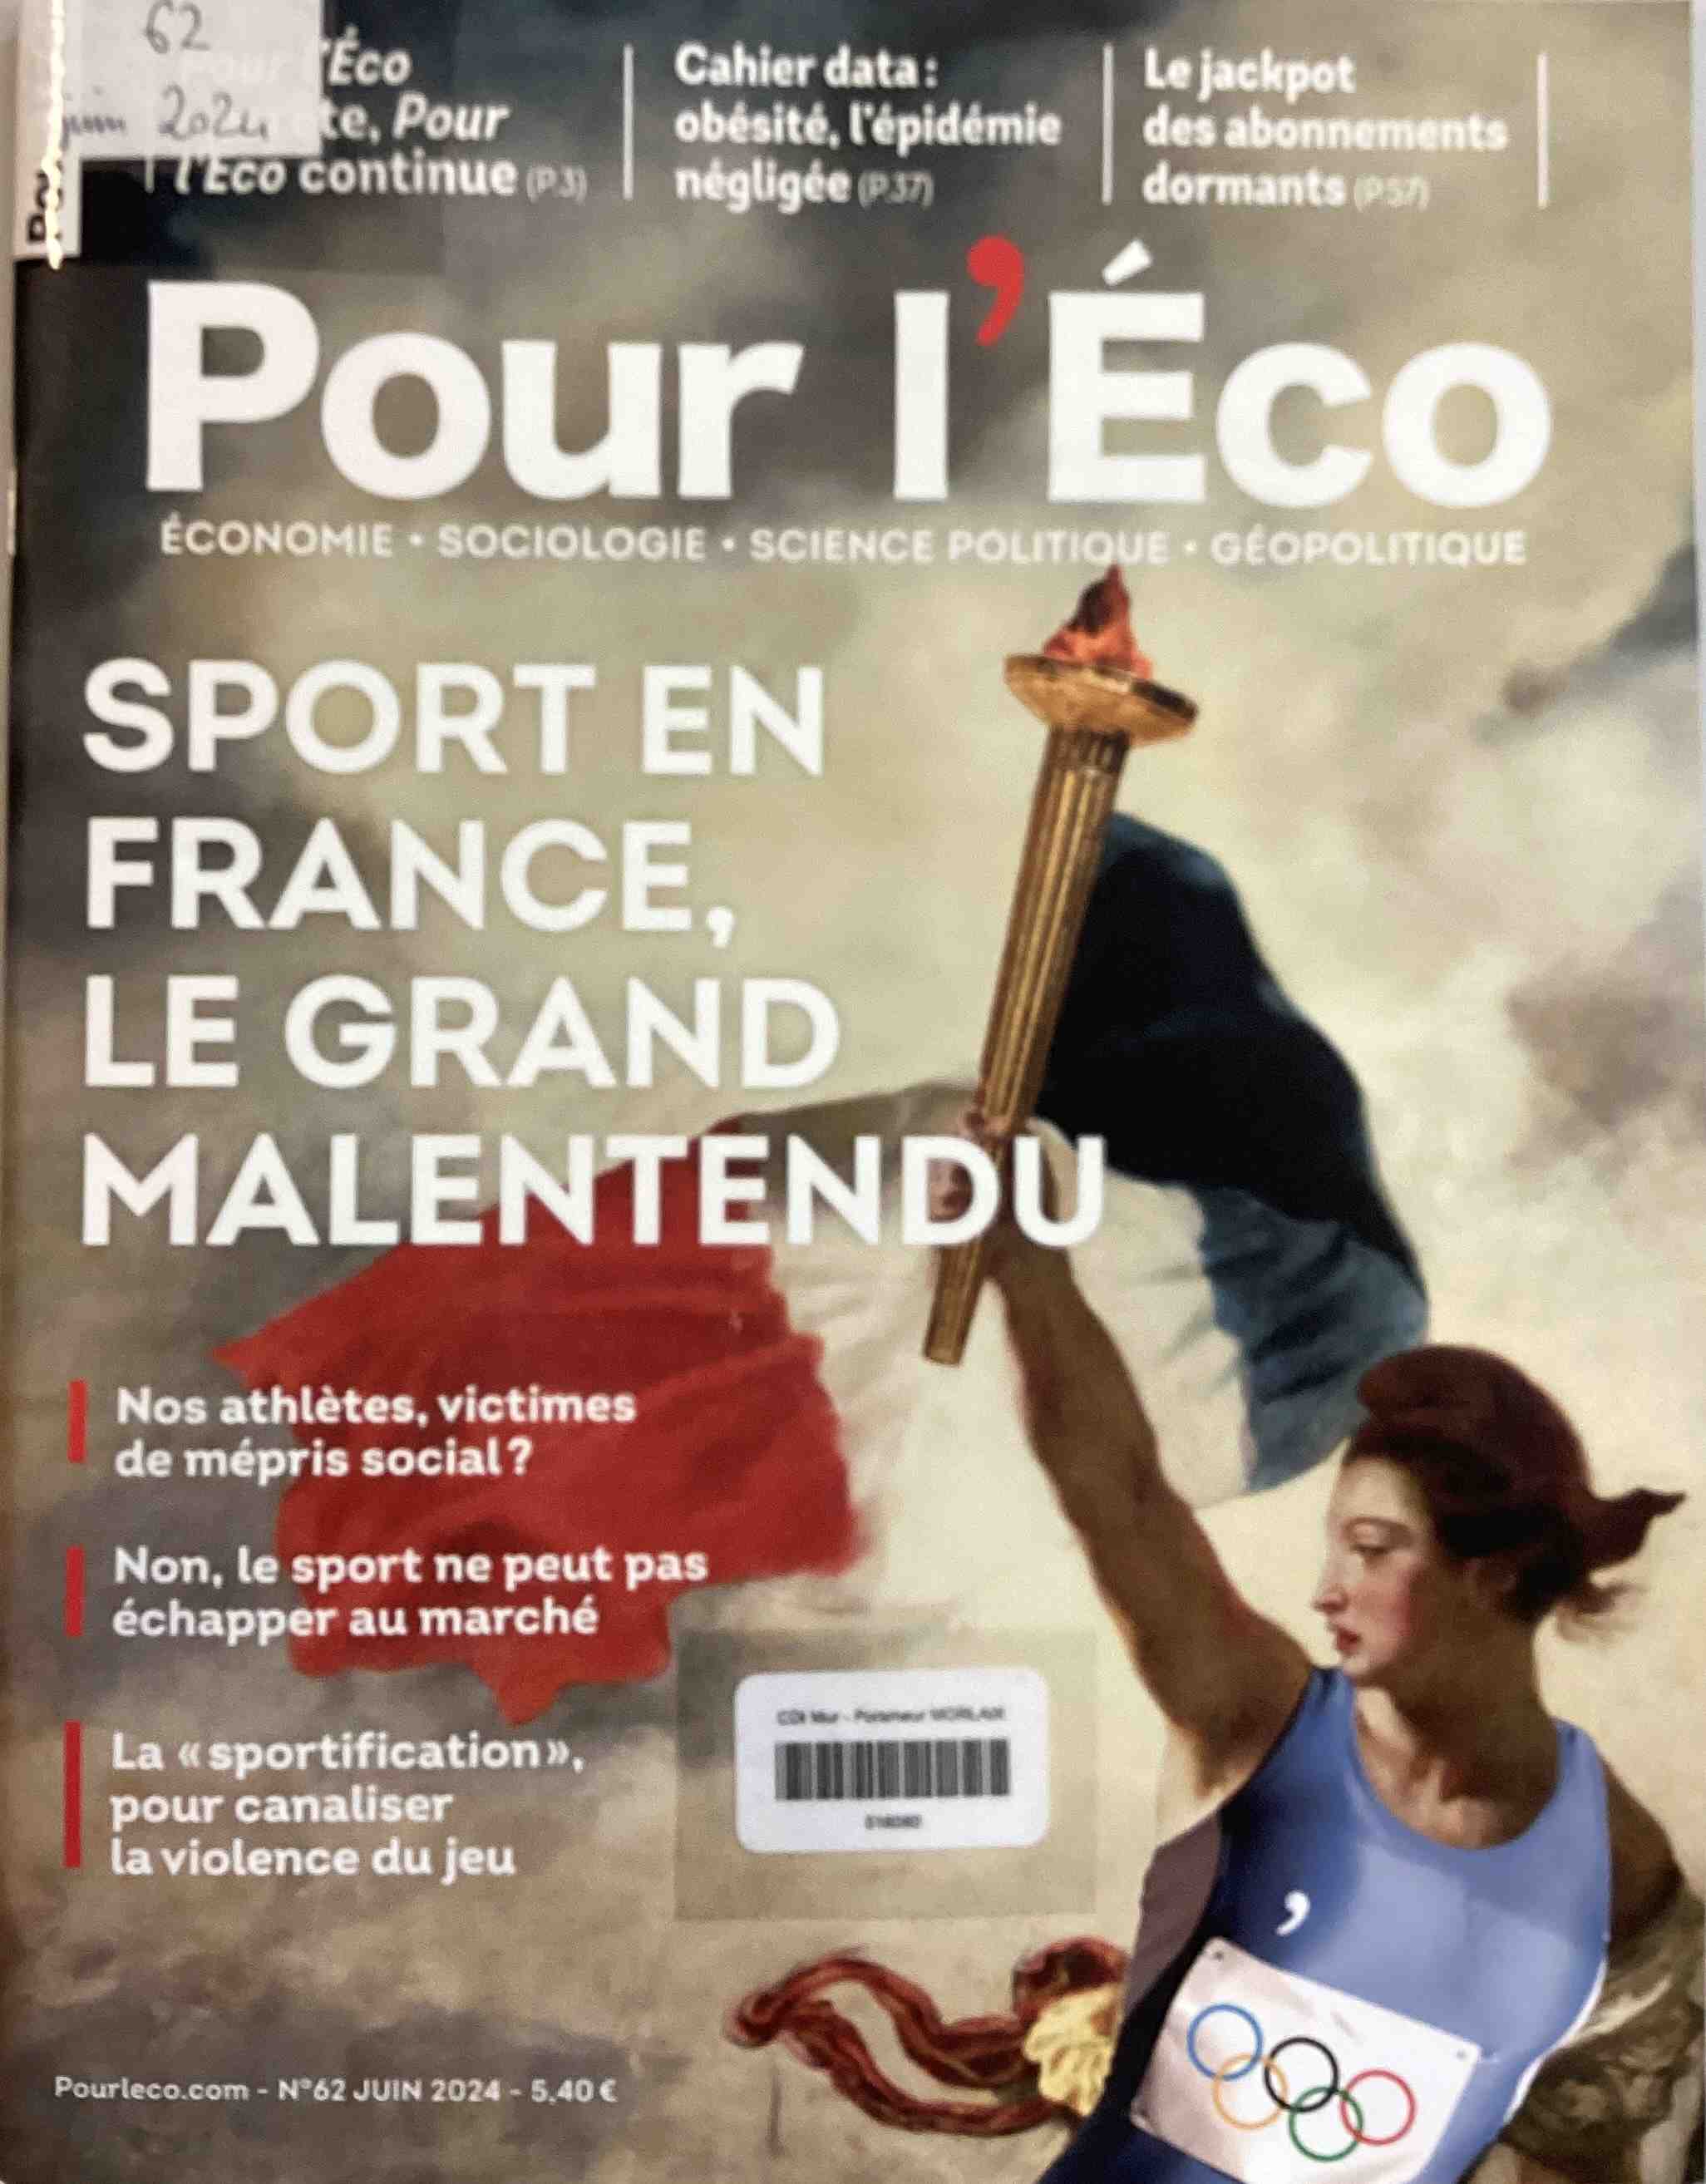 62
juin 2024
l'Éco
te, Pour
l'Éco continue (P.3)
Cahier data :
obésité, l'épidémie
négligée (P.37)
Le jackpot
des abonnements
dormants (P.57)
Pour l'Éco
ÉCONOMIE • SOCIOLOGIE • SCIENCE POLITIQUE • GÉOPOLITIQUE
SPORT EN
FRANCE,
LE GRAND
MALENTENDU
Nos athlètes, victimes
de mépris social ?
Non, le sport ne peut pas
échapper au marché
La « sportification »,
pour canaliser
la violence du jeu
CDI Mur -
Pourleco.com - N°62 JUIN 2024 - 5,40 €